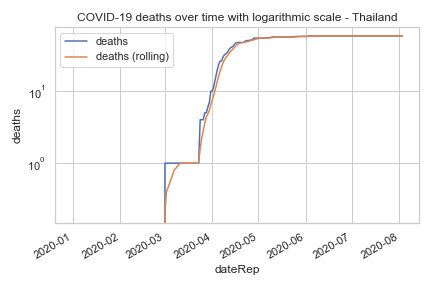 COVID-19 deaths over time with logarithmic scale - Thailand
deaths
deaths (rolling)
deaths
10¹
10⁰
2020-01
2020-02
2020-03
2020-04
2020-05
2020-06
2020-07
2020-08
dateRep